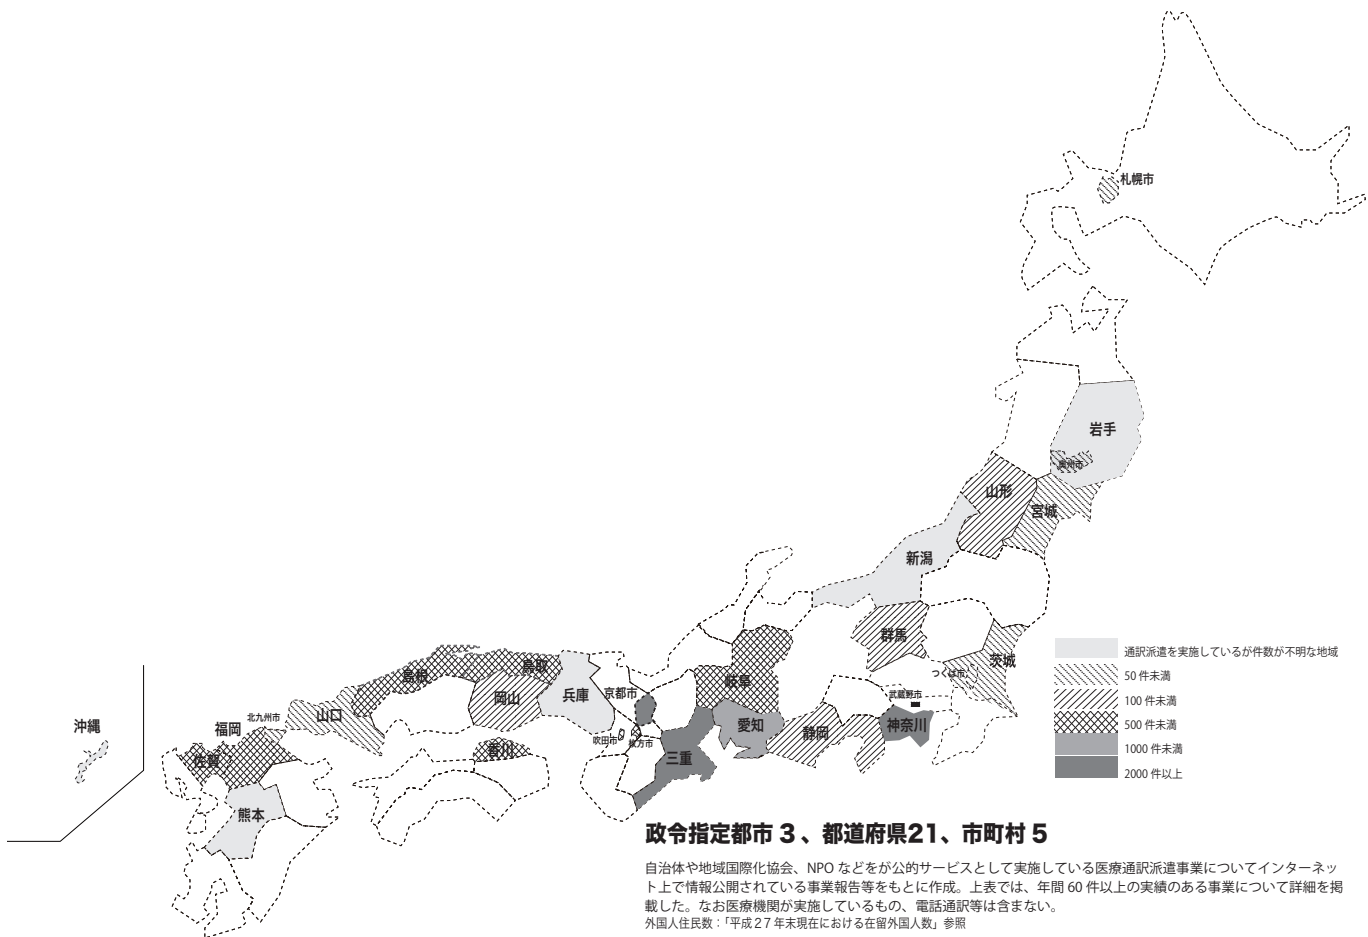 札幌市
岩手
奥州市
山形
宮城
新潟
群馬
茨城
つくば市
武蔵野市
神奈川
岐阜
愛知
静岡
三重
京都市
吹田市
枚方市
兵庫
鳥取
岡山
島根
香川
山口
北九州市
福岡
佐賀
熊本
沖縄
通訳派遣を実施しているが件数が不明な地域
50 件未満
100 件未満
500 件未満
1000 件未満
2000 件以上
政令指定都市 3 、都道府県21、市町村 5
自治体や地域国際化協会、NPO などをが公的サービスとして実施している医療通訳派遣事業についてインターネッ
ト上で情報公開されている事業報告等をもとに作成。上表では、年間 60 件以上の実績のある事業について詳細を掲
載した。なお医療機関が実施しているもの、電話通訳等は含まない。
外国人住民数：「平成２７年末現在における在留外国人数」参照